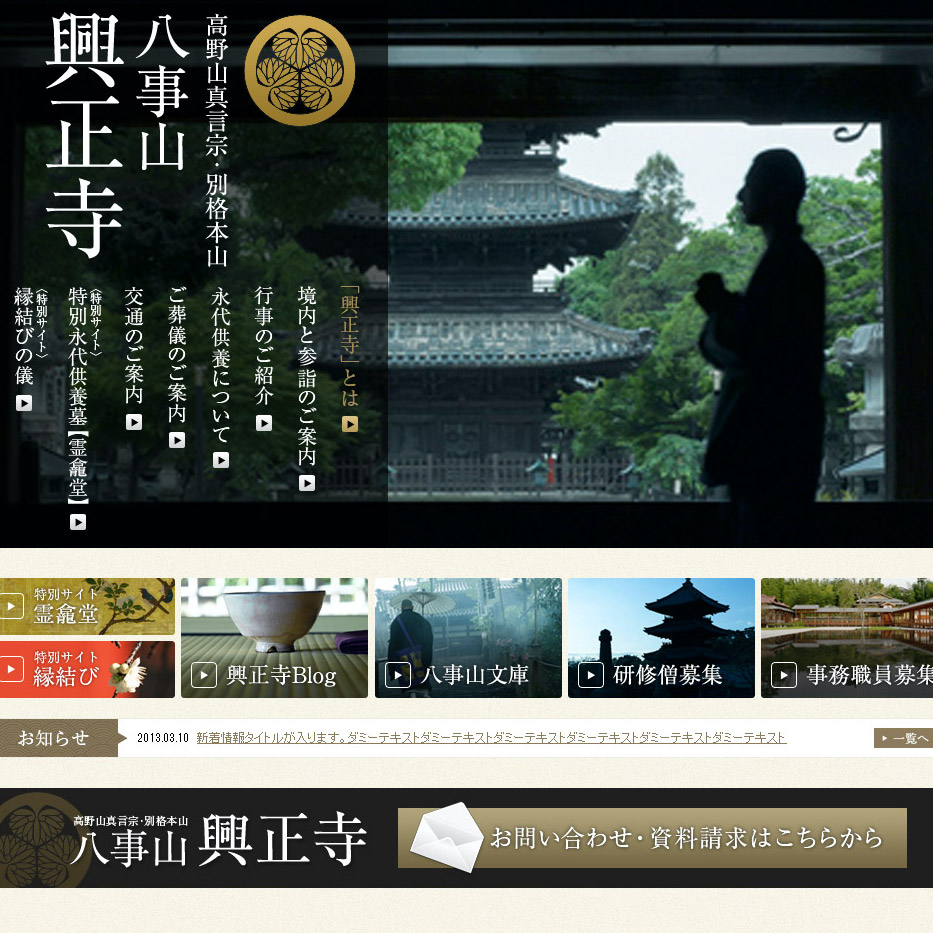 高野山真言宗・別格本山
八事山
興正寺
「興正寺」とは
境内と参詣のご案内
行事のご紹介
永代供養について
ご葬儀のご案内
交通のご案内
〈特別サイト〉
特別永代供養墓【霊龕堂】
〈特別サイト〉
縁結びの儀
特別サイト
霊龕堂
特別サイト
縁結び
興正寺Blog
八事山文庫
研修僧募集
事務職員募集
お知らせ
2013.03.10 新着情報タイトルが入ります。ダミーテキストダミーテキストダミーテキストダミーテキストダミーテキストダミーテキスト
一覧へ
高野山真言宗・別格本山
八事山 興正寺
お問い合わせ・資料請求はこちらから